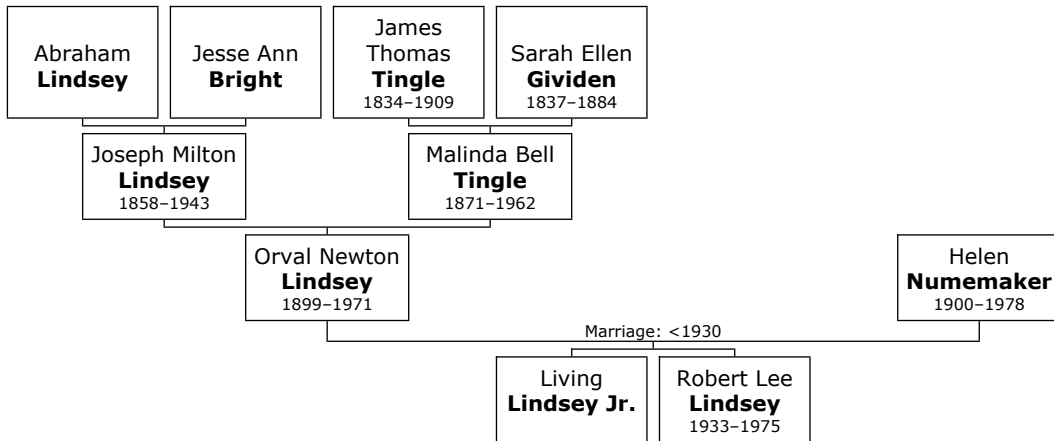 Abraham
Lindsey
Jesse Ann
Bright
James
Thomas
Tingle
1834–1909
Sarah Ellen
Gividen
1837–1884
Joseph Milton
Lindsey
1858–1943
Malinda Bell
Tingle
1871–1962
Orval Newton
Lindsey
1899–1971
Helen
Numemaker
1900–1978
Marriage: <1930
Living
Lindsey Jr.
Robert Lee
Lindsey
1933–1975